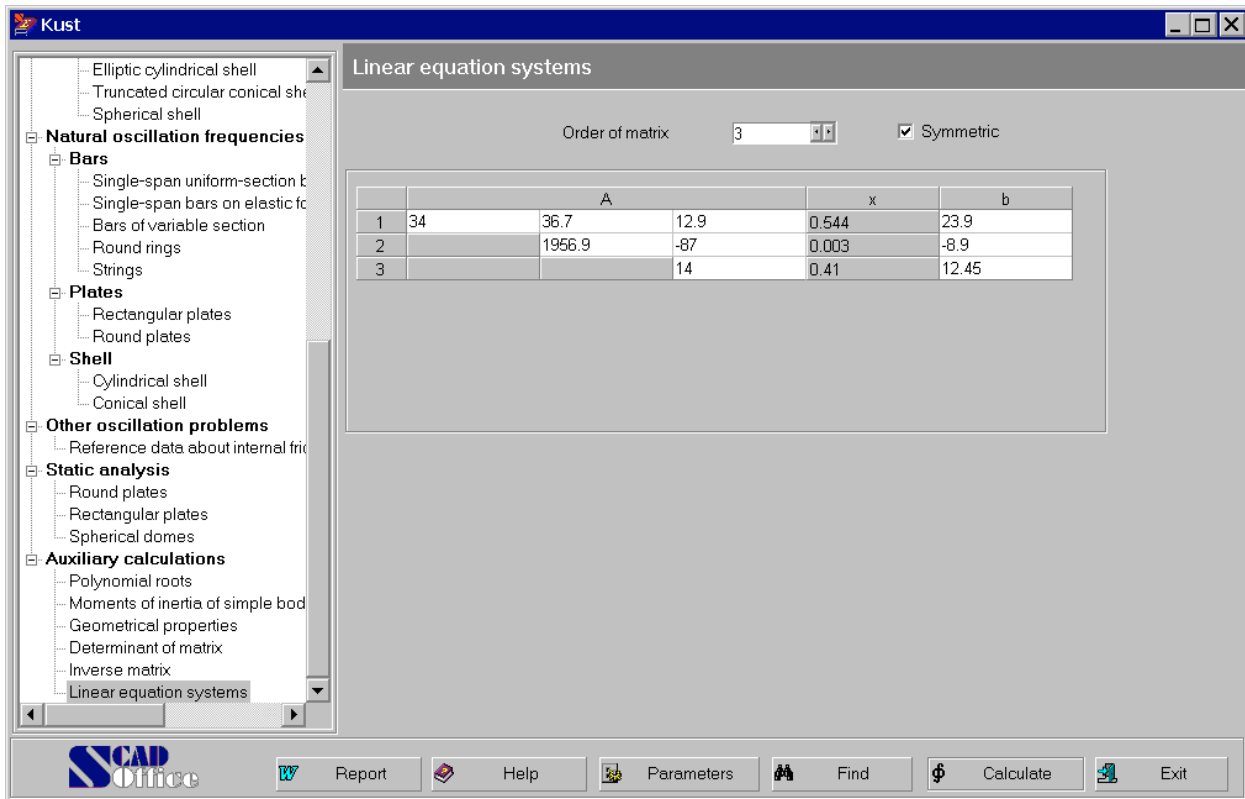 Kust
Linear equation systems
Elliptic cylindrical shell
Truncated circular conical she
Spherical shell
Natural oscillation frequencies
Bars
Single-span uniform-section b
Single-span bars on elastic fo
Bars of variable section
Round rings
Strings
Plates
Rectangular plates
Round plates
Shell
Cylindrical shell
Conical shell
Other oscillation problems
Reference data about internal fric
Static analysis
Round plates
Rectangular plates
Spherical domes
Auxiliary calculations
Polynomial roots
Moments of inertia of simple bod
Geometrical properties
Determinant of matrix
Inverse matrix
Linear equation systems
Order of matrix 3 Symmetric
A x b
1 34 36.7 12.9 0.544 23.9
2 1956.9 -87 0.003 -8.9
3 14 0.41 12.45
SCAD Office
Report Help Parameters Find Calculate Exit